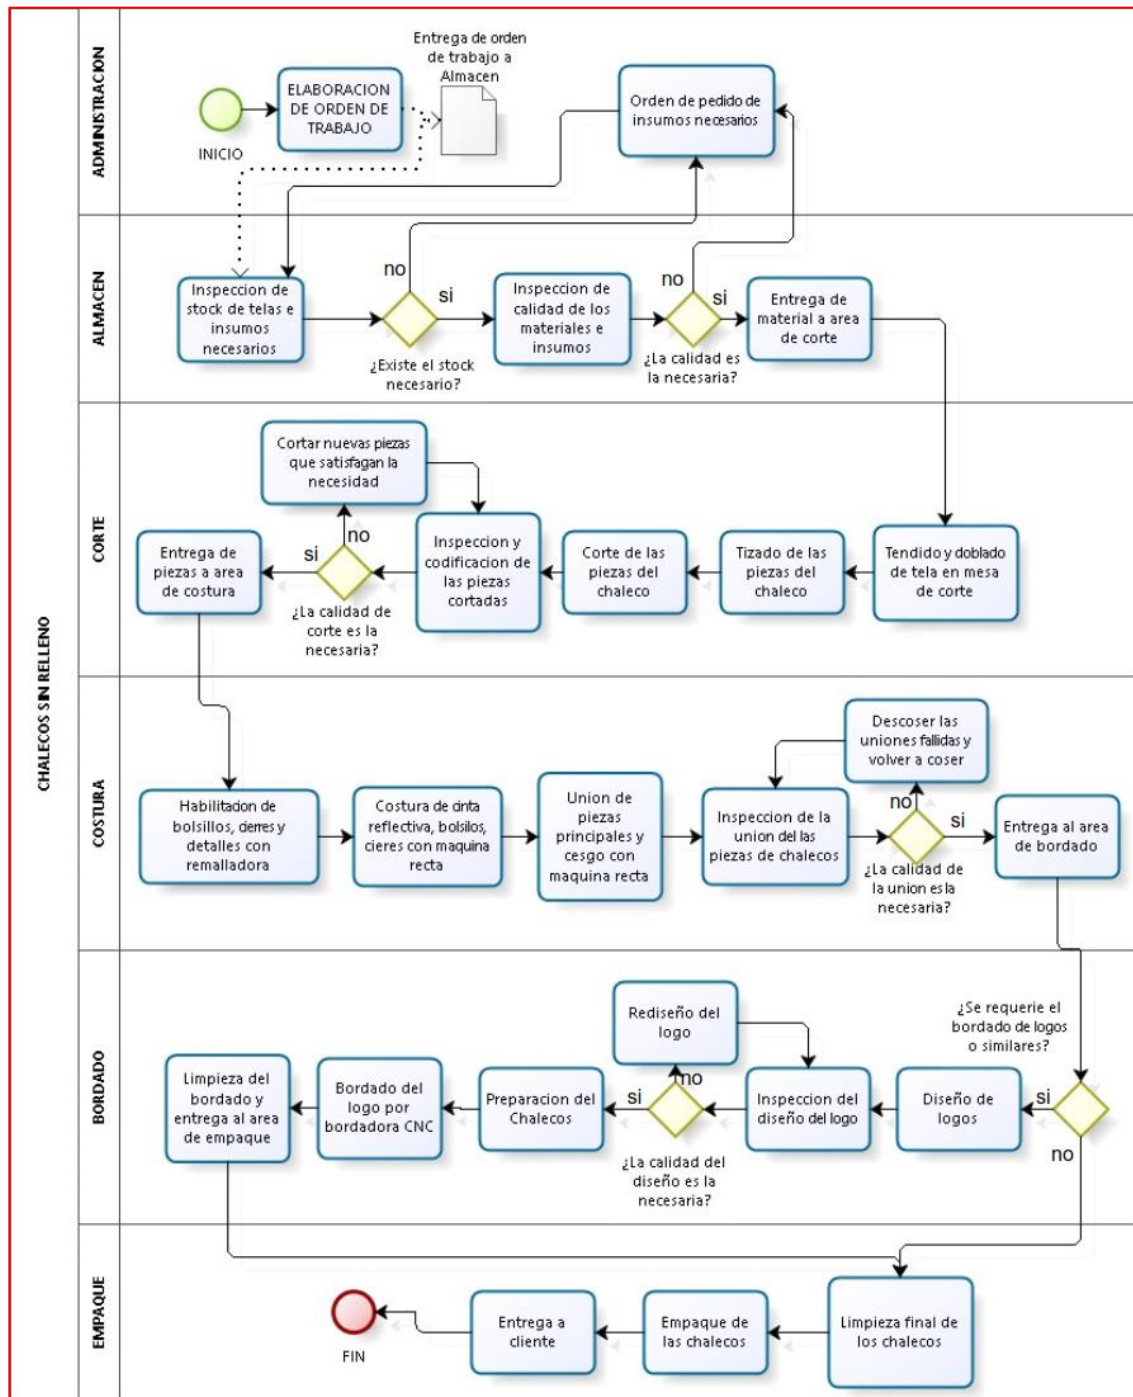 CHALECOS SIN RELLENO
ADMINISTRACION
INICIO
ELABORACION
DE ORDEN DE
TRABAJO
Entrega de orden
de trabajo a
Almacen
Orden de pedido de
insumos necesarios
ALMACEN
Inspeccion de
stock de telas e
insumos
necesarios
no
si
¿Existe el stock
necesario?
Inspeccion de
calidad de los
materiales e
insumos
no
si
¿La calidad es
la necesaria?
Entrega de
material a area
de corte
CORTE
Tendido y doblado
de tela en mesa
de corte
Tizado de las
piezas del
chaleco
Corte de las
piezas del
chaleco
Inspeccion y
codificacion de
las piezas
cortadas
Cortar nuevas piezas
que satisfagan la
necesidad
no
si
¿La calidad de
corte es la
necesaria?
Entrega de
piezas a area
de costura
COSTURA
Habilitacion de
bolsillos, cierres y
detalles con
remalladora
Costura de cinta
reflectiva, bolsilos,
cieres con maquina
recta
Union de
piezas
principales y
cesgo con
maquina recta
Inspeccion de la
union del las
piezas de chalecos
Descoser las
uniones fallidas y
volver a coser
no
si
¿La calidad de
la union es la
necesaria?
Entrega al area
de bordado
BORDADO
¿Se requerie el
bordado de logos
o similares?
si
no
Diseño de
logos
Inspeccion del
diseño del logo
Rediseño del
logo
no
si
¿La calidad del
diseño es la
necesaria?
Preparacion del
Chalecos
Bordado del
logo por
bordadora CNC
Limpieza del
bordado y
entrega al area
de empaque
EMPAQUE
Limpieza final de
los chalecos
Empaque de
las chalecos
Entrega a
cliente
FIN